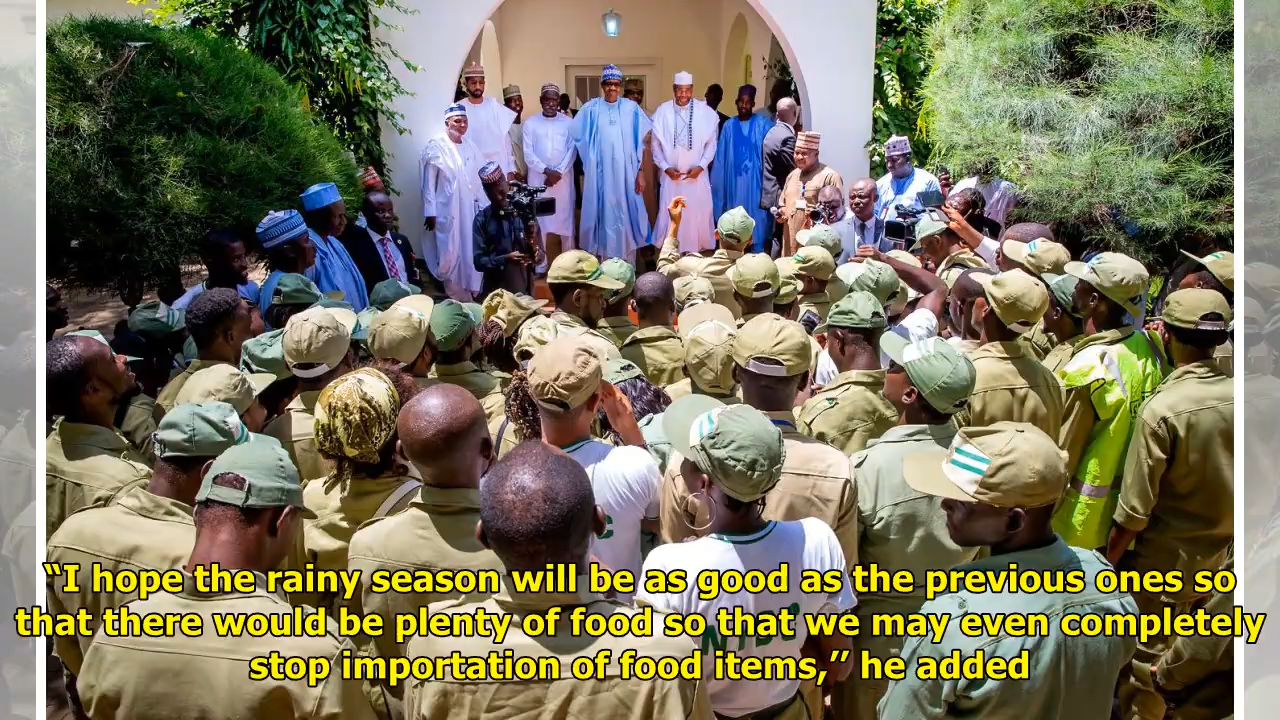 “I hope the rainy season will be as good as the previous ones so
that there would be plenty of food so that we may even completely
stop importation of food items,” he added